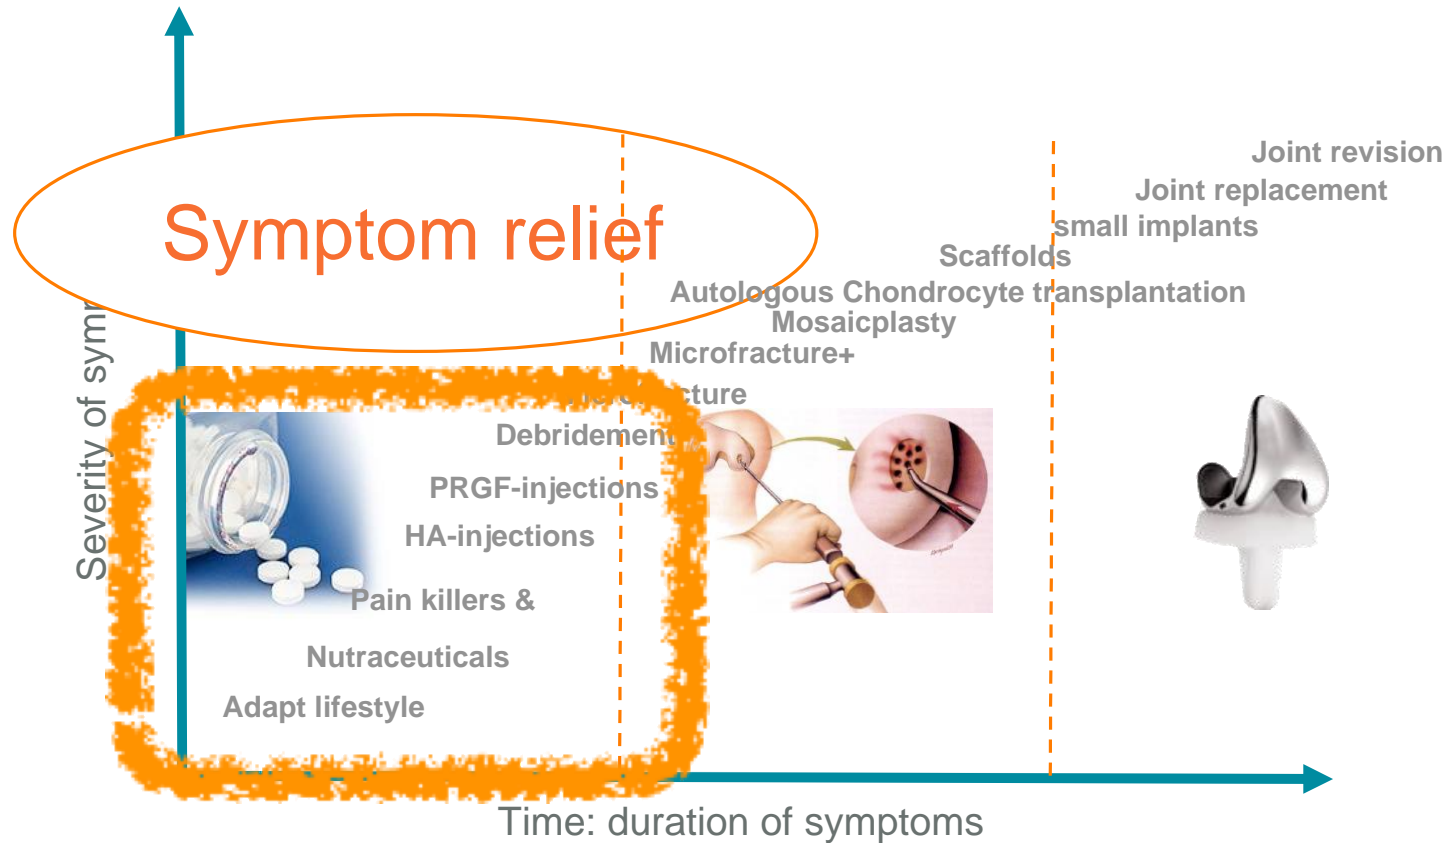 Joint revision
Joint replacement
small implants
Symptom relief
Scaffolds
Autologous Chondrocyte transplantation
Mosaicplasty
Microfracture+
Debridement
PRGF-injections
HA-injections
Pain killers &
Nutraceuticals
Adapt lifestyle
Severity of
Time: duration of symptoms